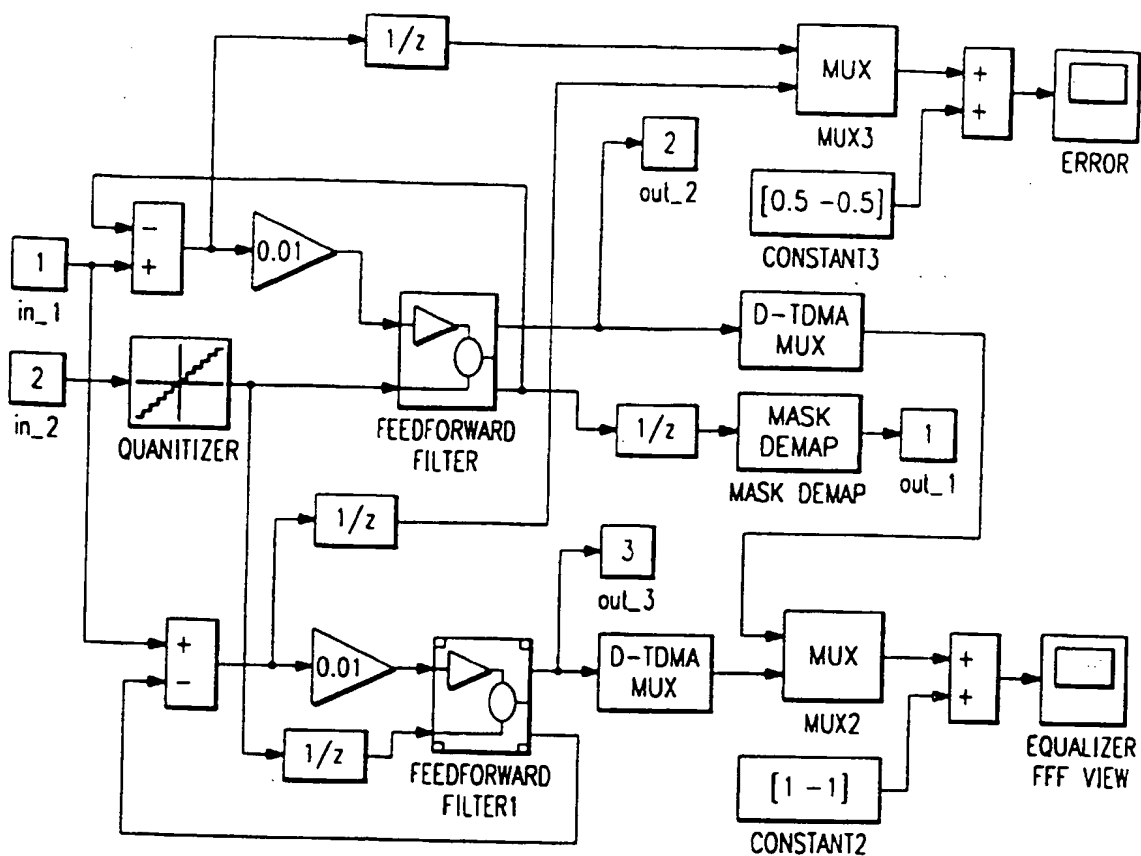 1/z
MUX
MUX3
+
+
ERROR
2
out_2
[0.5 -0.5]
CONSTANT3
-
+
0.01
1
in_1
2
in_2
QUANITIZER
FEEDFORWARD
FILTER
D-TDMA
MUX
1/z
MASK
DEMAP
MASK DEMAP
1
out_1
1/z
3
out_3
+
-
0.01
1/z
FEEDFORWARD
FILTER1
D-TDMA
MUX
MUX
MUX2
+
+
EQUALIZER
FFF VIEW
[1 -1]
CONSTANT2